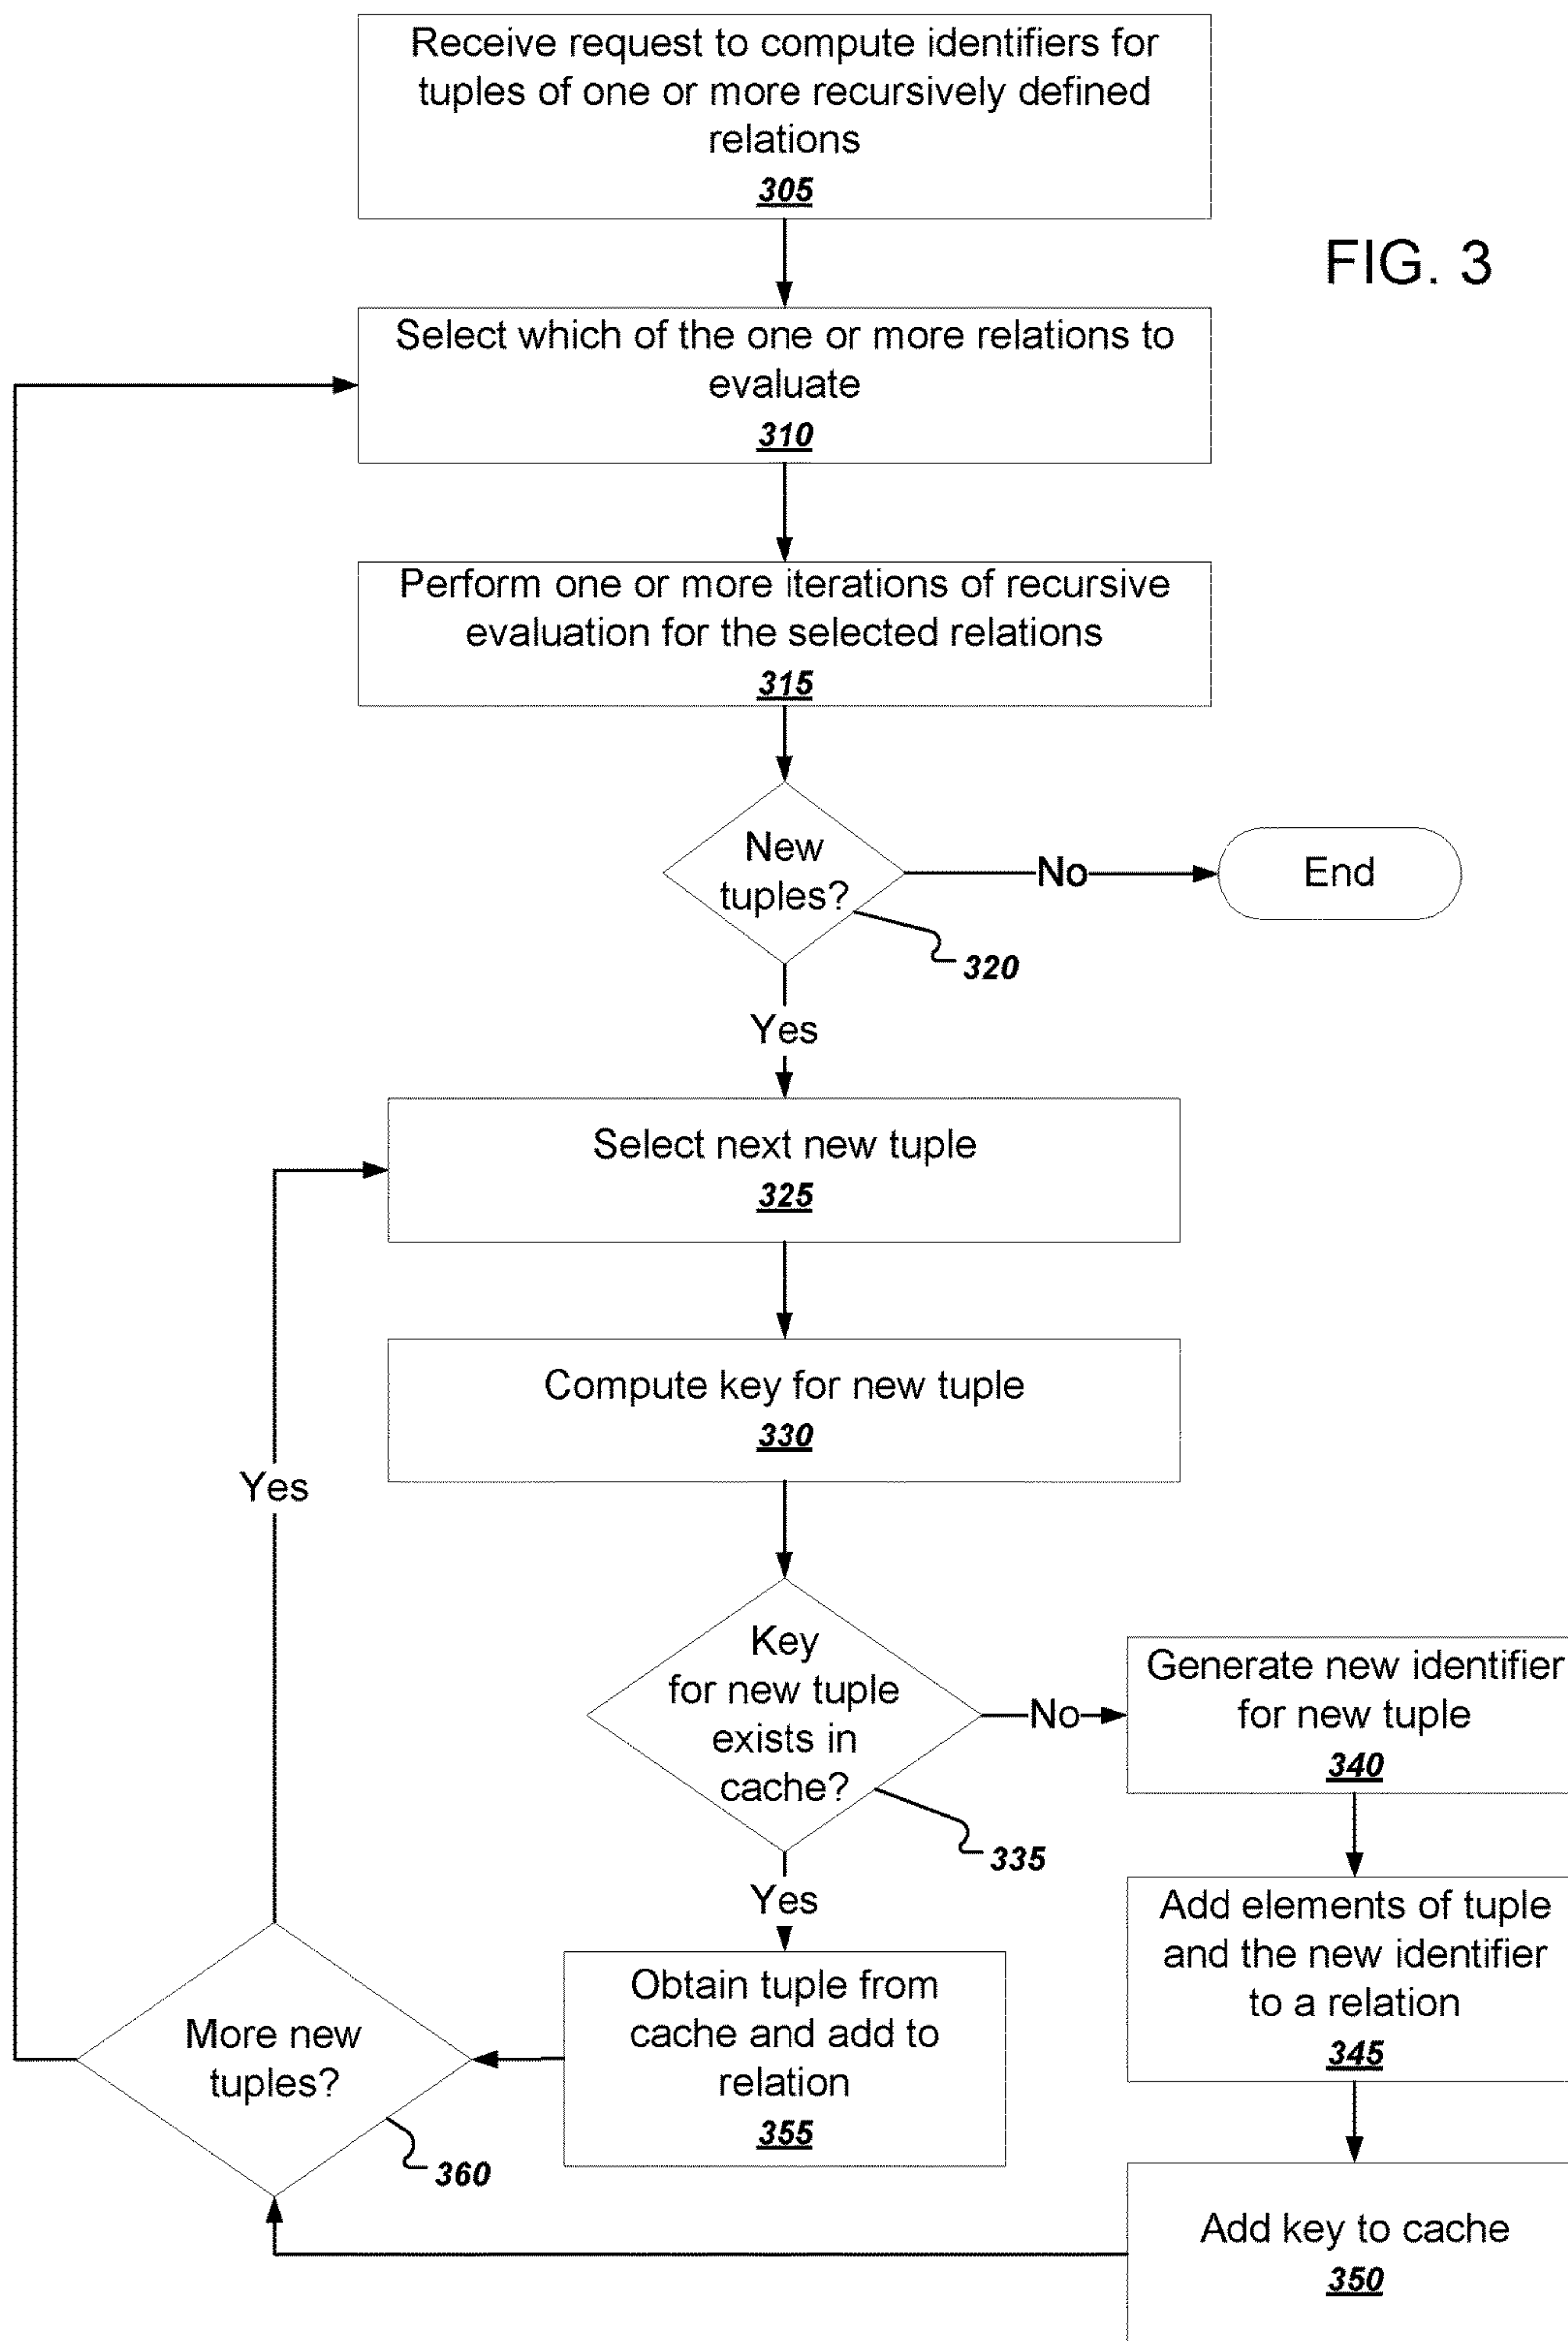 Receive request to compute identifiers for
tuples of one or more recursively defined
relations
305
FIG. 3
Select which of the one or more relations to
evaluate
310
Perform one or more iterations of recursive
evaluation for the selected relations
315
New
tuples?
No
End
320
Yes
Select next new tuple
325
Compute key for new tuple
330
Yes
Key
for new tuple
exists in
cache?
No
Generate new identifier
for new tuple
340
335
Yes
Add elements of tuple
and the new identifier
to a relation
345
Obtain tuple from
cache and add to
relation
355
More new
tuples?
360
Add key to cache
350